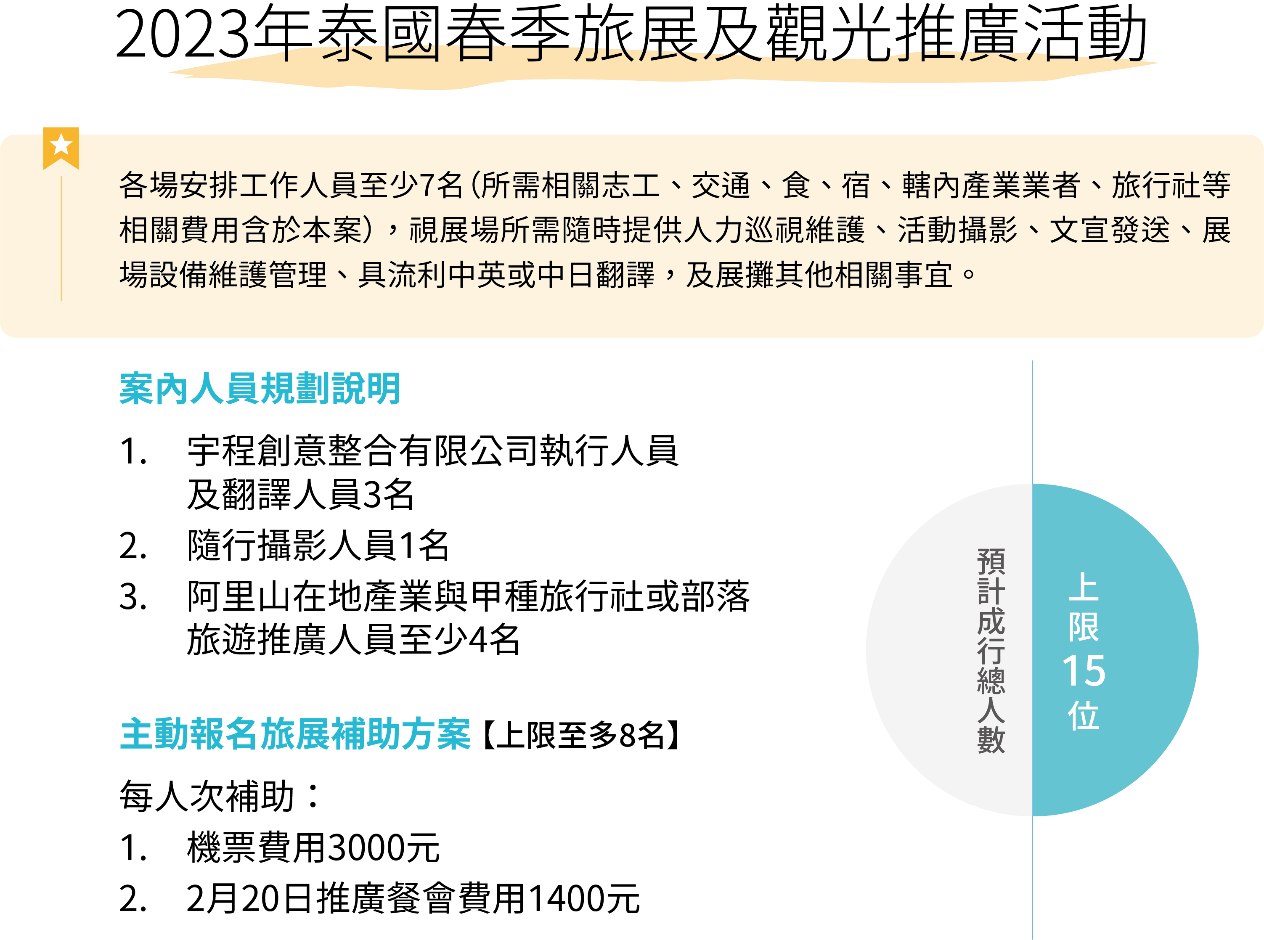 2023年泰國春季旅展及觀光推廣活動
各場安排工作人員至少7名（所需相關志工、交通、食、宿、轄內產業業者、旅行社等
相關費用含於本案），視展場所需隨時提供人力巡視維護、活動攝影、文宣發送、展
場設備維護管理、具流利中英或中日翻譯，及展攤其他相關事宜。
案內人員規劃說明
1. 宇程創意整合有限公司執行人員
及翻譯人員3名
2. 隨行攝影人員1名
3. 阿里山在地產業與甲種旅行社或部落
旅遊推廣人員至少4名
主動報名旅展補助方案【上限至多8名】
每人次補助：
1. 機票費用3000元
2. 2月20日推廣餐會費用1400元
預計成行總人數
上限15位